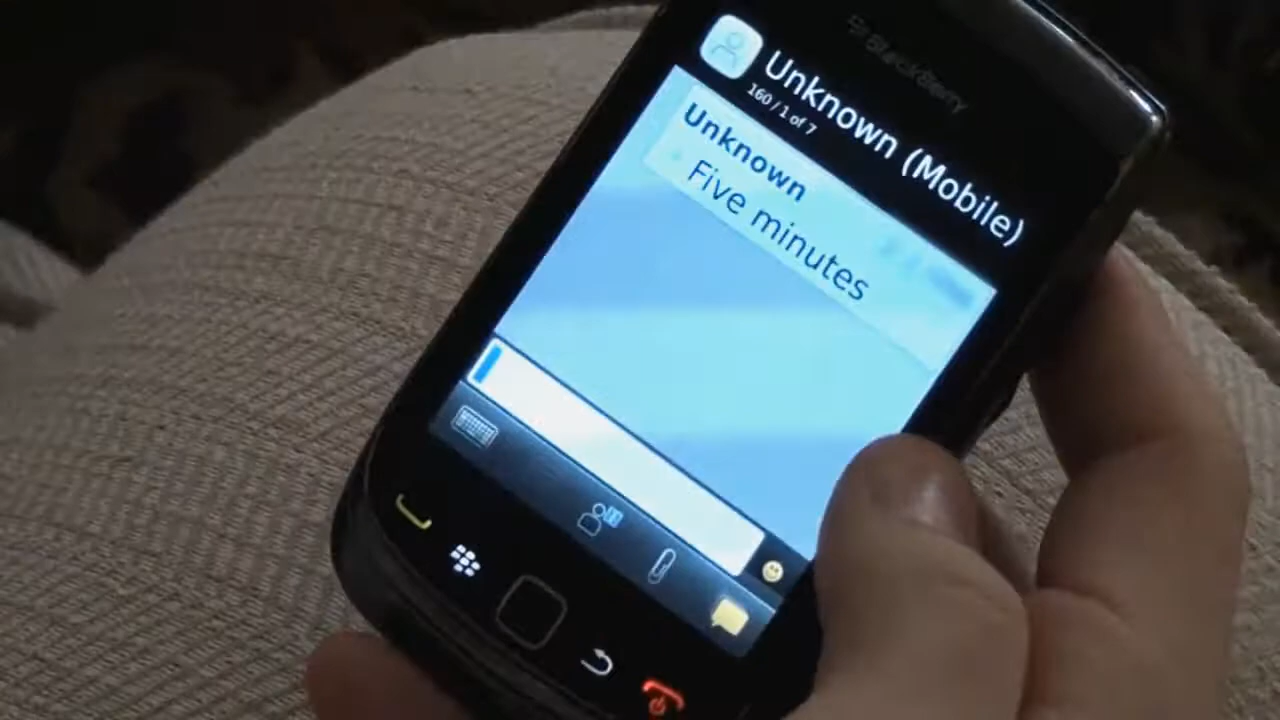 BlackBerry
Unknown (Mobile)
160 / 1 of 7
Unknown
Five minutes